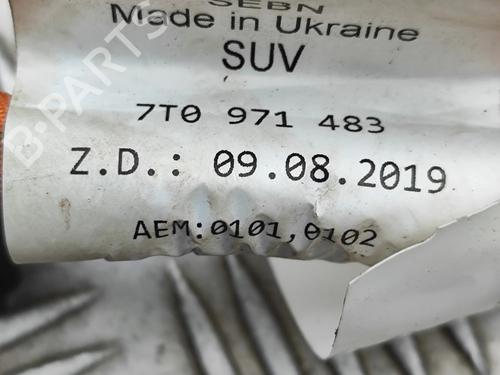 SEBN
Made in Ukraine
SUV
7T0 971 483
Z.D.: 09.08.2019
AEM:0101,0102
B-PARTS